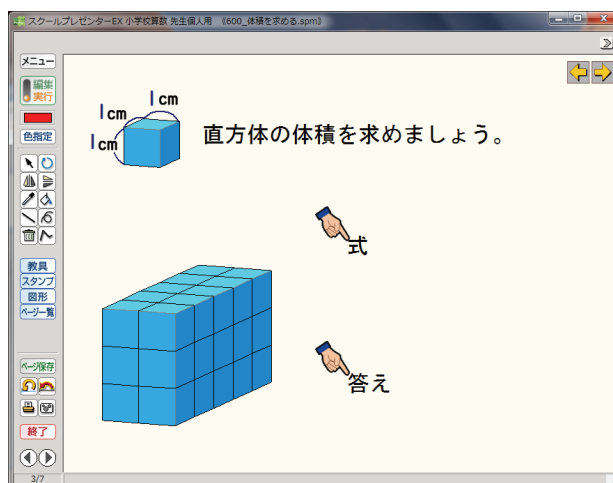 スクールプレゼンターEX 小学校算数 先生個人用 《600_体積を求める.spm》
メニュー
編集
実行
色指定
教具
スタンプ
図形
ページ一覧
ページ保存
終了
3/7
1cm
1cm
1cm
直方体の体積を求めましょう。
式
答え